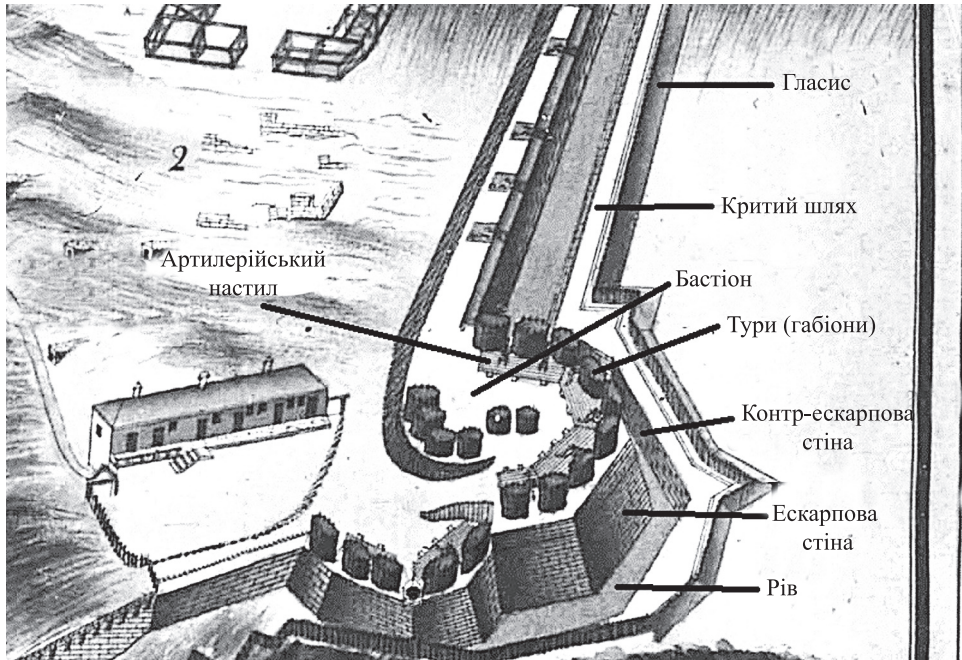 Гласис
2
Критий шлях
Артилерійський
настил
Бастіон
Тури (габіони)
Контр-ескарпова
стіна
Ескарпова
стіна
Рів